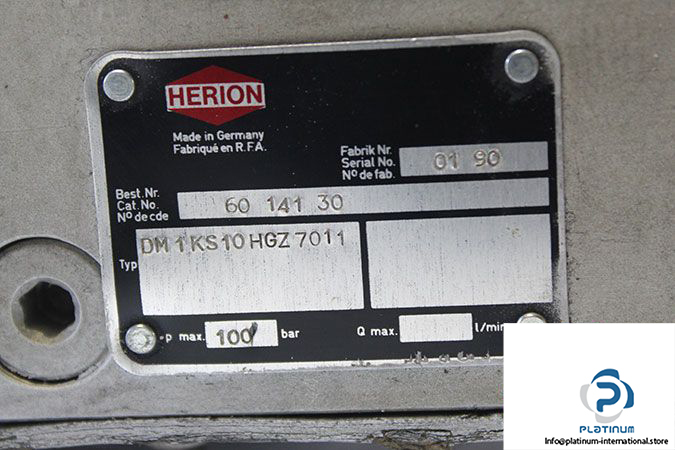 HERION
Made in Germany
Fabriqué en R.F.A.
Fabrik Nr.
Serial No.
Nº de fab.
01 90
Best. Nr.
Cat. No.
Nº de cde
60 141 30
Typ
DM 1 KS10 HGZ 7011
p max. 100 bar
Q max. l/min
PLATINUM
info@platinum-international.store